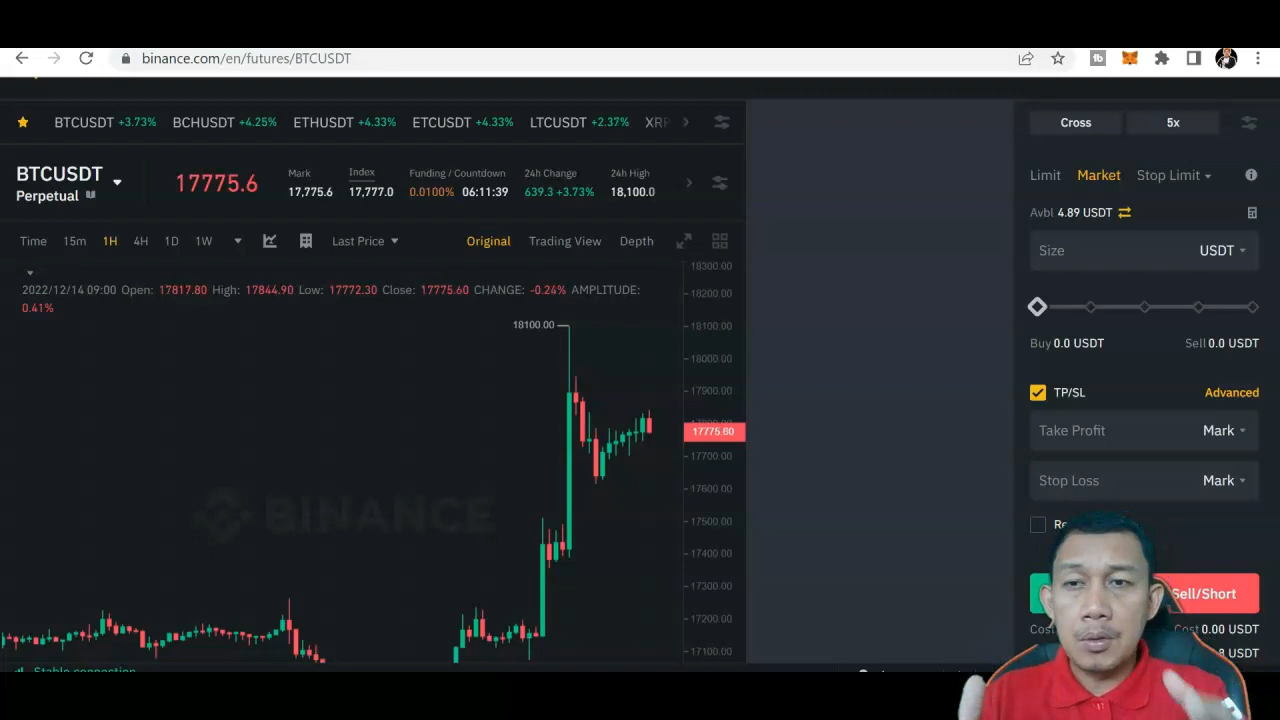 binance.com/en/futures/BTCUSDT
BTCUSDT +3.73% BCHUSDT +4.25% ETHUSDT +4.33% ETCUSDT +4.33% LTCUSDT +2.37% XRP
Cross 5x
BTCUSDT
Perpetual
17775.6
Mark
17,775.6
Index
17,777.0
Funding / Countdown
0.0100% 06:11:39
24h Change
639.3 +3.73%
24h High
18,100.0
Limit Market Stop Limit
Avbl 4.89 USDT
Time 15m 1H 4H 1D 1W Last Price Original Trading View Depth
Size USDT
2022/12/14 09:00 Open: 17817.80 High: 17844.90 Low: 17772.30 Close: 17775.60 CHANGE: -0.24% AMPLITUDE:
0.41%
18300.00
18200.00
18100.00
18100.00
18000.00
17900.00
17775.60
17700.00
17600.00
17500.00
17400.00
17300.00
17200.00
17100.00
BINANCE
Buy 0.0 USDT Sell 0.0 USDT
TP/SL Advanced
Take Profit Mark
Stop Loss Mark
Sell/Short
Cost 0.00 USDT
USDT
Stable connection